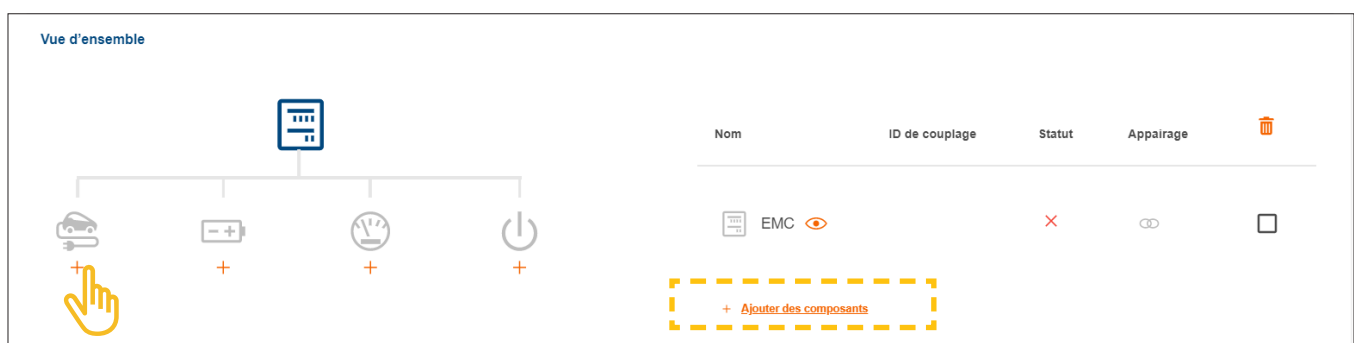 Vue d’ensemble
Nom ID de couplage Statut Appairage
EMC
+ Ajouter des composants